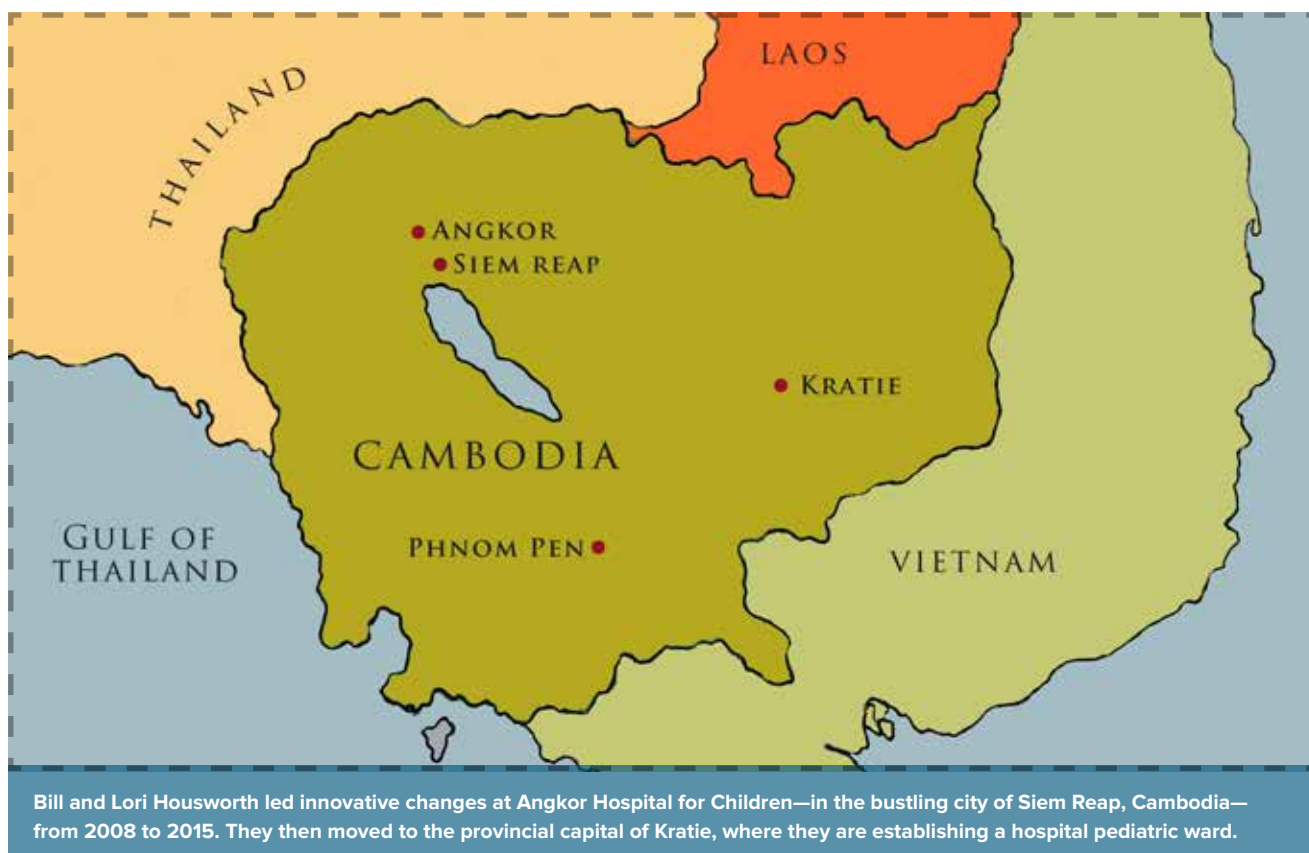 LAOS
THAILAND
ANGKOR
SIEM REAP
KRATIE
CAMBODIA
GULF OF
THAILAND
PHNOM PEN
VIETNAM
Bill and Lori Housworth led innovative changes at Angkor Hospital for Children—in the bustling city of Siem Reap, Cambodia—
from 2008 to 2015. They then moved to the provincial capital of Kratie, where they are establishing a hospital pediatric ward.